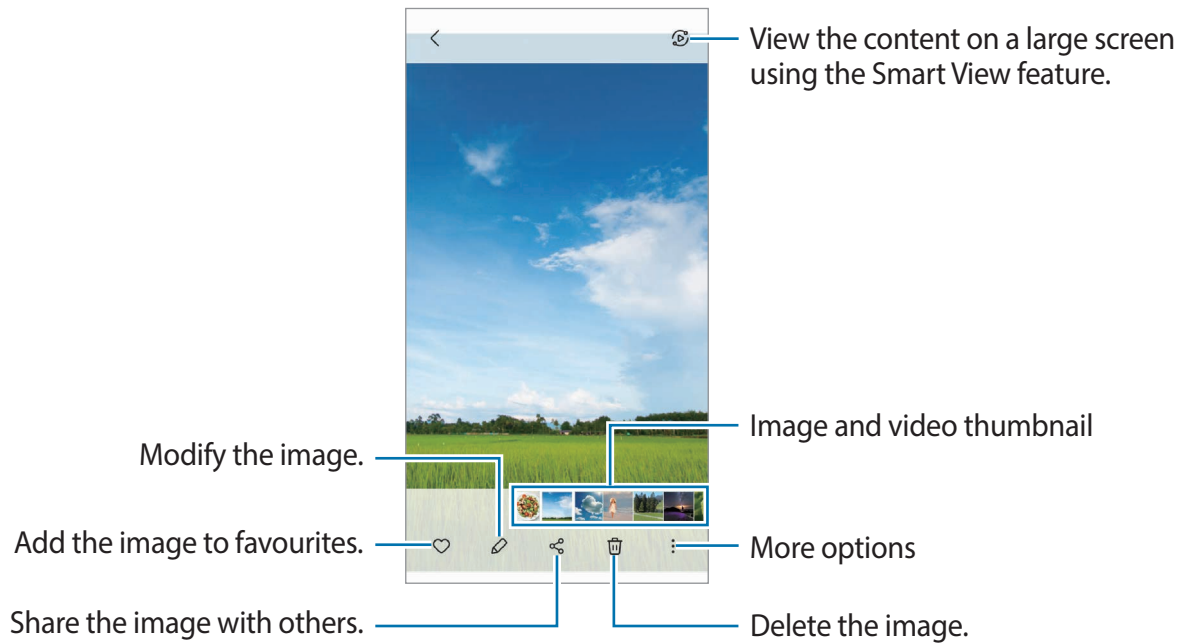 View the content on a large screen
using the Smart View feature.
Image and video thumbnail
Modify the image.
Add the image to favourites.
More options
Share the image with others.
Delete the image.